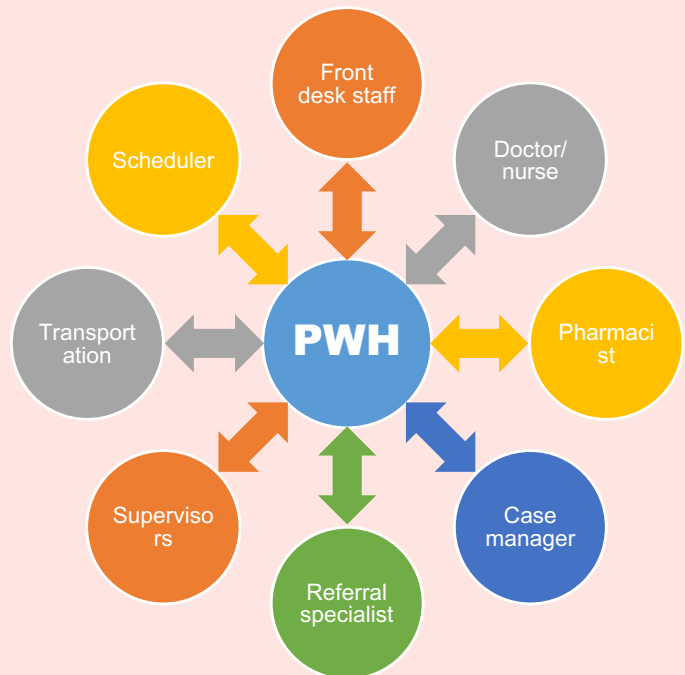 Front
desk staff
Doctor/
nurse
Scheduler
PWH
Pharmaci
st
Transport
ation
Case
manager
Superviso
rs
Referral
specialist